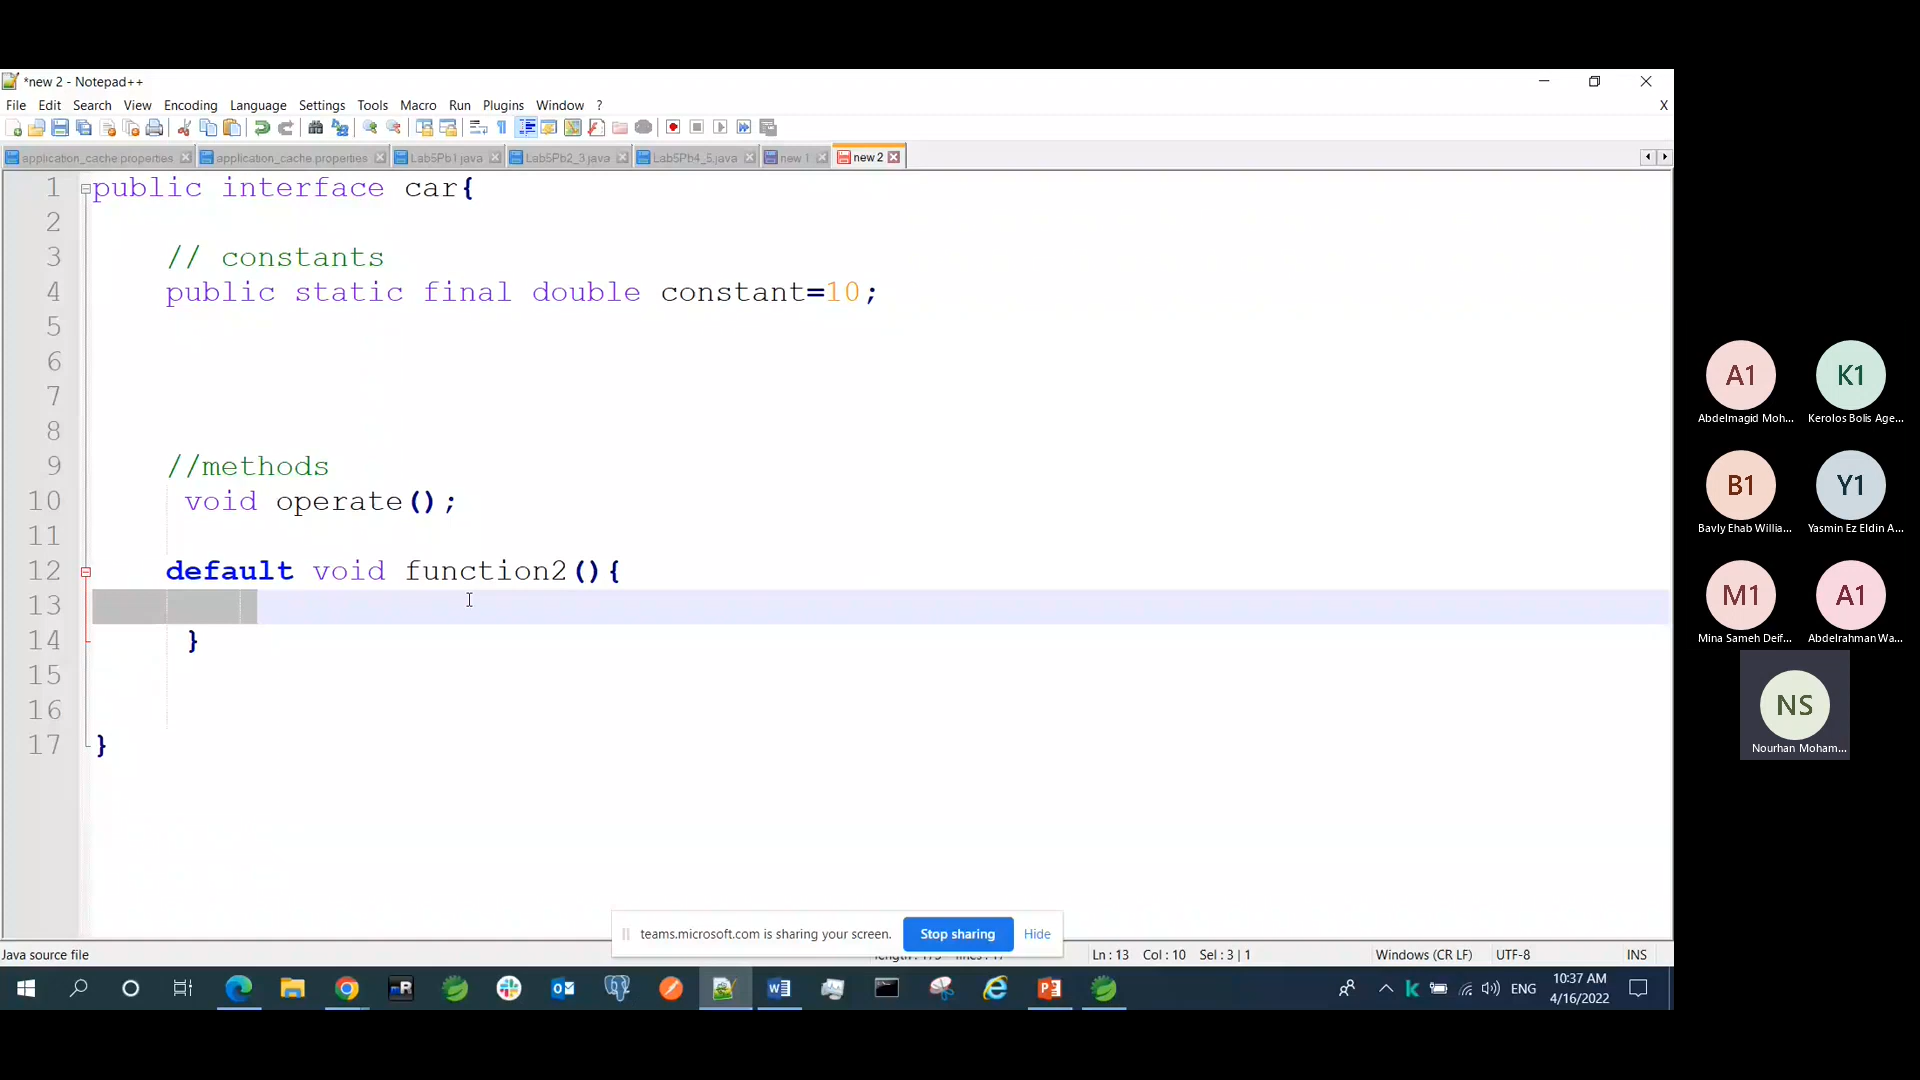 *new 2 - Notepad++
File Edit Search View Encoding Language Settings Tools Macro Run Plugins Window ?
X
application_cache.properties application_cache.properties Lab5Pb1.java Lab5Pb2_3.java Lab5Pb4_5.java new 1 new 2
1 public interface car{
2
3 // constants
4 public static final double constant=10;
5
6
7
8
9 //methods
10 void operate();
11
12 default void function2(){
13
14 }
15
16
17 }
A1 K1
Abdelmagid Moh... Kerolos Bolis Age...
B1 Y1
Bavly Ehab Willia... Yasmin Ez Eldin A...
M1 A1
Mina Sameh Deif... Abdelrahman Wa...
NS
Nourhan Moham...
teams.microsoft.com is sharing your screen. Stop sharing Hide
Java source file Ln : 13 Col : 10 Sel : 3 | 1 Windows (CR LF) UTF-8 INS
ENG
10:37 AM
4/16/2022